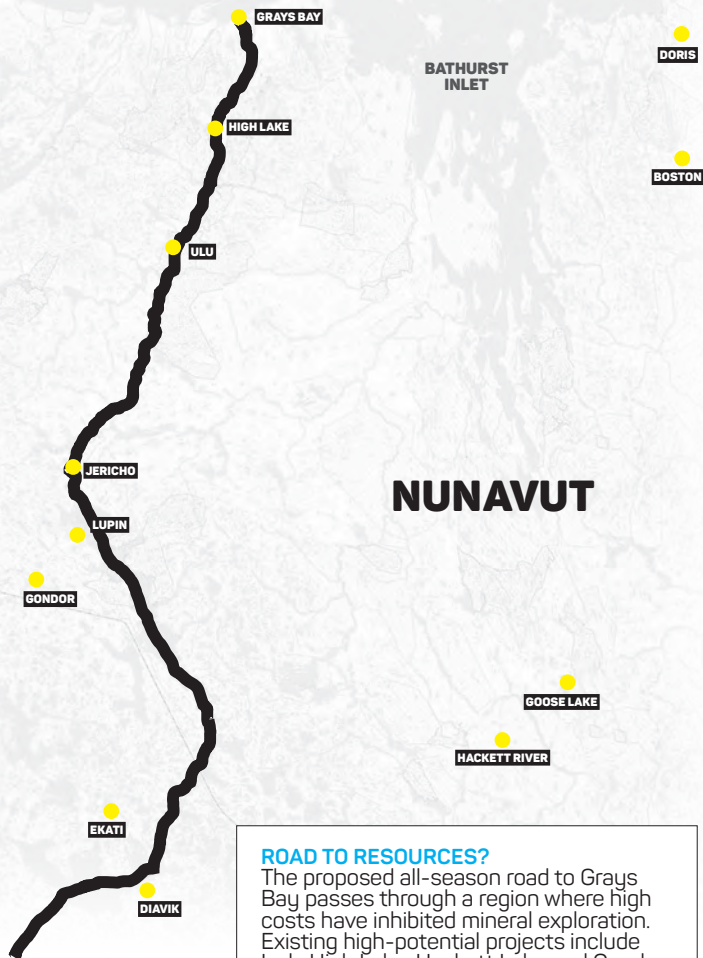 GRAYS BAY
DORIS
BATHURST
INLET
HIGH LAKE
BOSTON
ULU
JERICHO
NUNAVUT
LUPIN
GONDOR
GOOSE LAKE
HACKETT RIVER
EKATI
DIAVIK
ROAD TO RESOURCES?
The proposed all-season road to Grays
Bay passes through a region where high
costs have inhibited mineral exploration.
Existing high-potential projects include